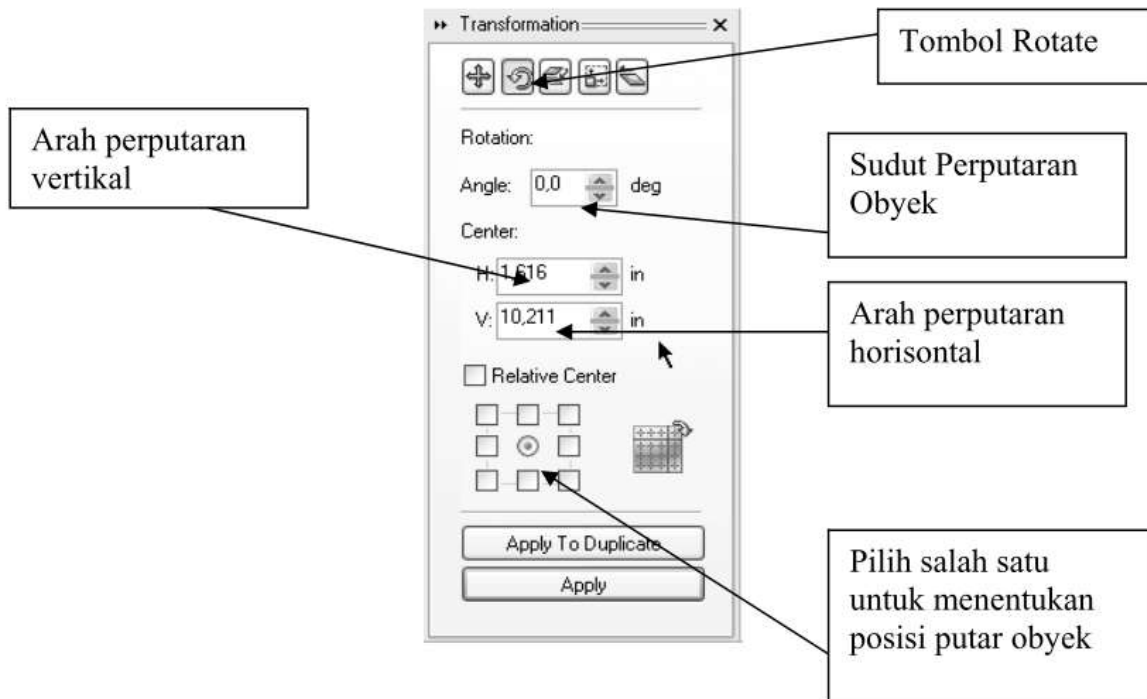 Transformation
Tombol Rotate
Arah perputaran
vertikal
Rotation:
Angle: 0,0 deg
Sudut Perputaran
Obyek
Center:
H: 1,616 in
V: 10,211 in
Arah perputaran
horisontal
Relative Center
Apply To Duplicate
Apply
Pilih salah satu
untuk menentukan
posisi putar obyek